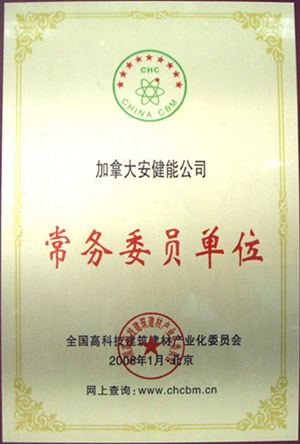 CHC
CHINA CBM
加拿大安健能公司
常务委员单位
全国高科技建筑建材产业化委员会
2008年1月·北京
网上查询:www.chcbm.cn